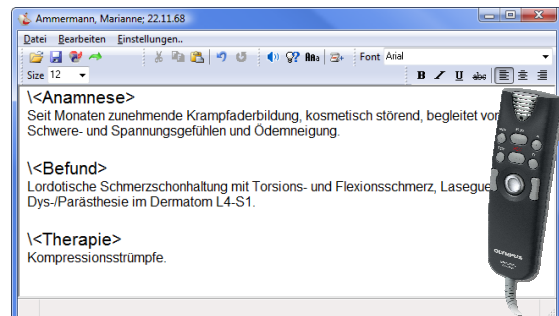 Ammermann, Marianne; 22.11.68
Datei Bearbeiten Einstellungen..
Font Arial
Size 12 B I U abc
\<Anamnese>
Seit Monaten zunehmende Krampfaderbildung, kosmetisch störend, begleitet von
Schwere- und Spannungsgefühlen und Ödemneigung.
\<Befund>
Lordotische Schmerzschonhaltung mit Torsions- und Flexionsschmerz, Lasegue
Dys-/Parästhesie im Dermatom L4-S1.
\<Therapie>
Kompressionsstrümpfe.
OLYMPUS